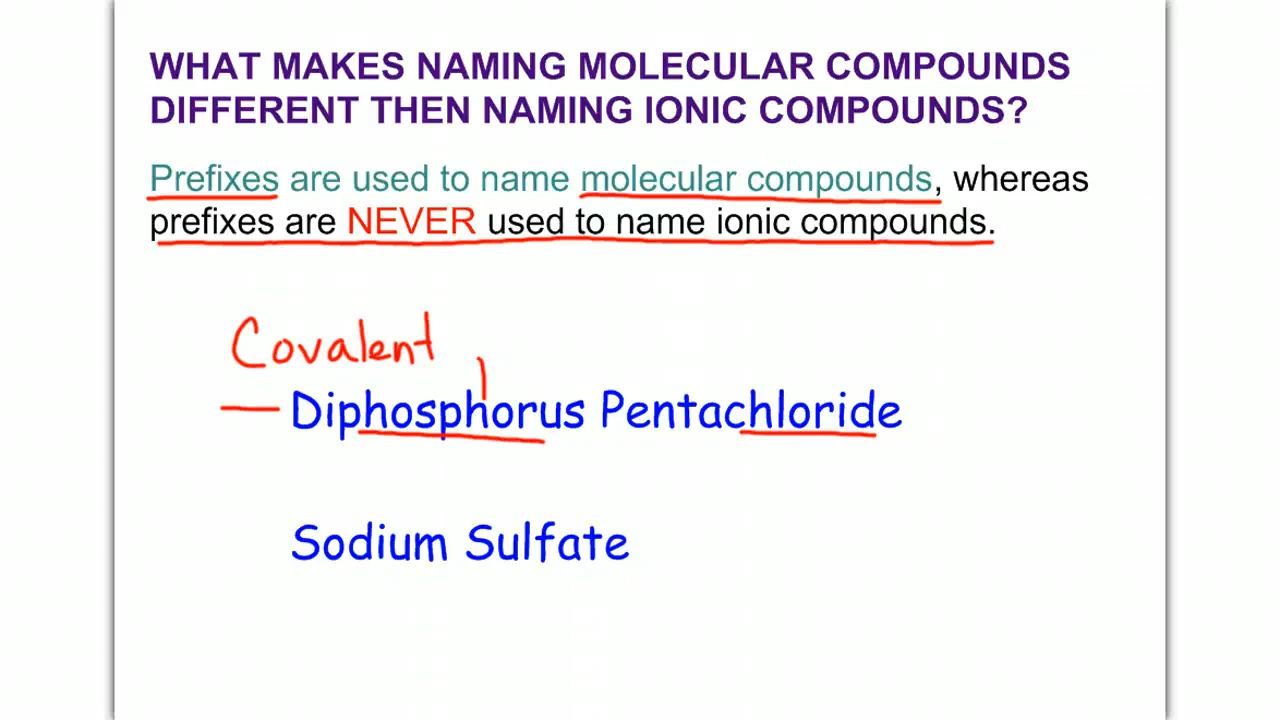 WHAT MAKES NAMING MOLECULAR COMPOUNDS
DIFFERENT THEN NAMING IONIC COMPOUNDS?
Prefixes are used to name molecular compounds, whereas
prefixes are NEVER used to name ionic compounds.
Covalent
Diphosphorus Pentachloride
Sodium Sulfate